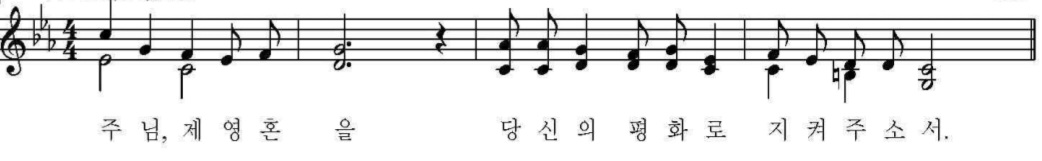 주 님, 제 영 혼 을 당 신 의 평 화 로 지 켜 주 소 서.